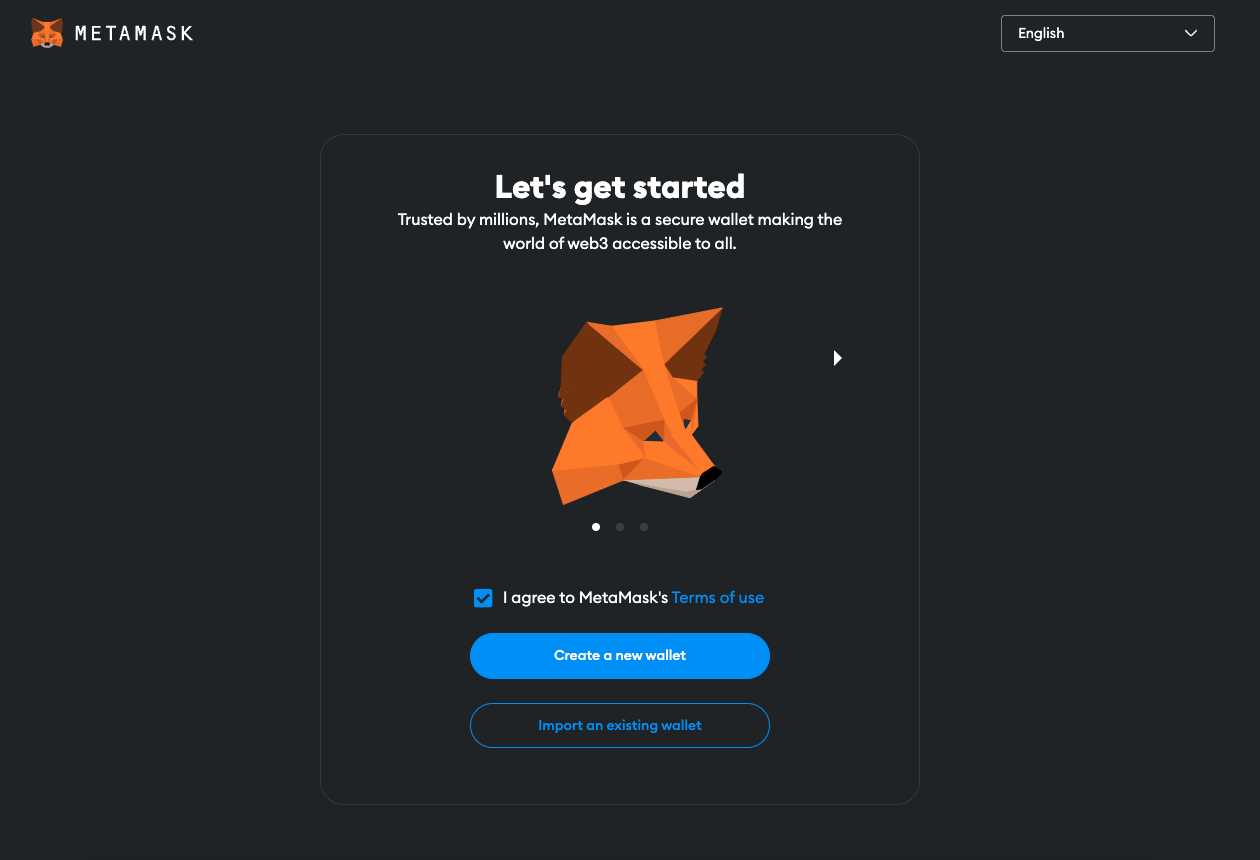 METAMASK
English
Let's get started
Trusted by millions, MetaMask is a secure wallet making the
world of web3 accessible to all.
I agree to MetaMask's Terms of use
Create a new wallet
Import an existing wallet